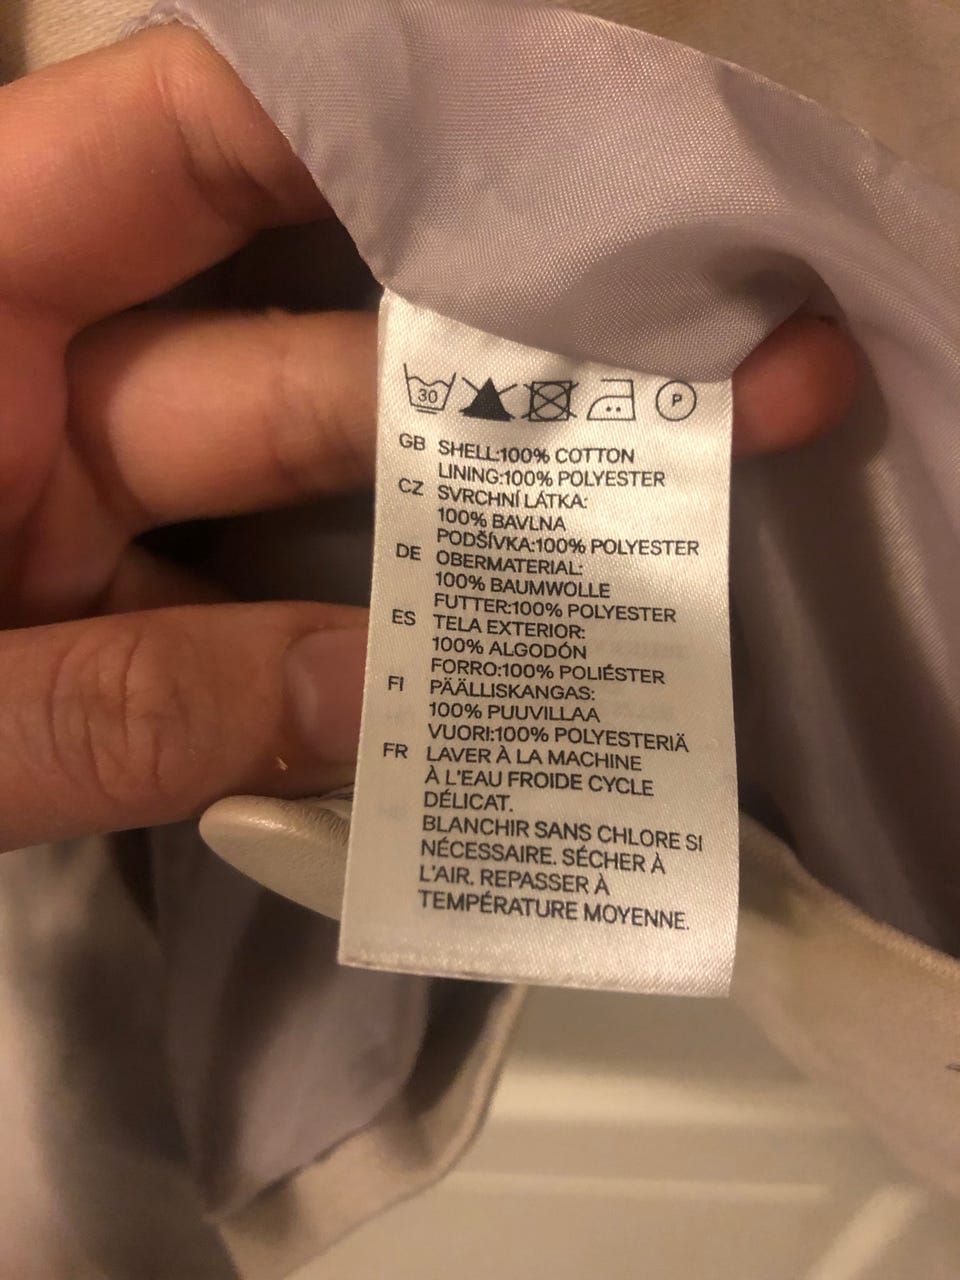 30 P
GB SHELL:100% COTTON
LINING:100% POLYESTER
CZ SVRCHNÍ LÁTKA:
100% BAVLNA
PODŠÍVKA:100% POLYESTER
DE OBERMATERIAL:
100% BAUMWOLLE
FUTTER:100% POLYESTER
ES TELA EXTERIOR:
100% ALGODÓN
FORRO:100% POLIÉSTER
FI PÄÄLLISKANGAS:
100% PUUVILLAA
VUORI:100% POLYESTERIÄ
FR LAVER À LA MACHINE
À L'EAU FROIDE CYCLE
DÉLICAT.
BLANCHIR SANS CHLORE SI
NÉCESSAIRE. SÉCHER À
L'AIR. REPASSER À
TEMPÉRATURE MOYENNE.